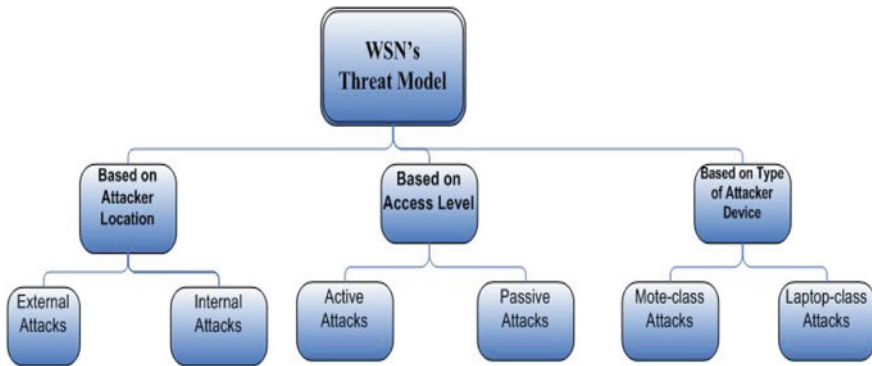 WSN's
Threat Model
Based on
Attacker
Location
Based on
Access Level
Based on Type
of Attacker
Device
External
Attacks
Internal
Attacks
Active
Attacks
Passive
Attacks
Mote-class
Attacks
Laptop-class
Attacks